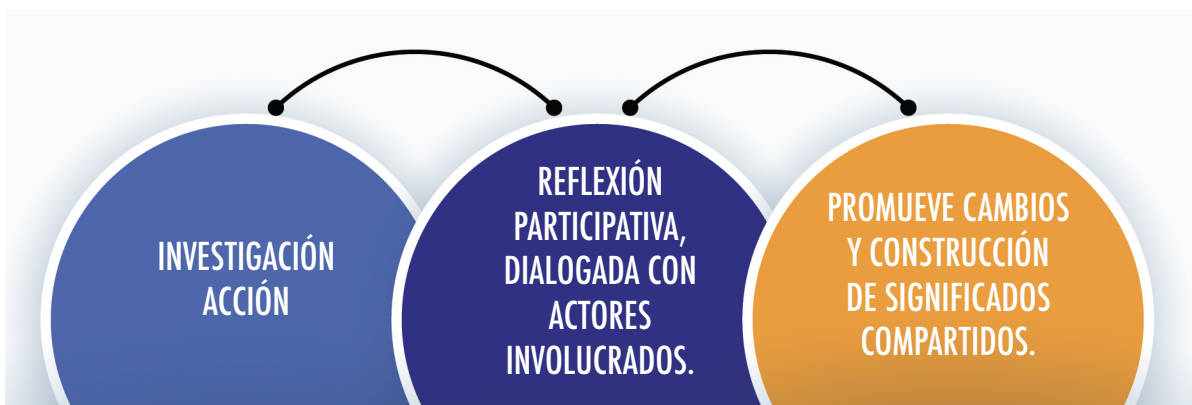 INVESTIGACIÓN
ACCIÓN
REFLEXIÓN
PARTICIPATIVA,
DIALOGADA CON
ACTORES
INVOLUCRADOS.
PROMUEVE CAMBIOS
Y CONSTRUCCIÓN
DE SIGNIFICADOS
COMPARTIDOS.